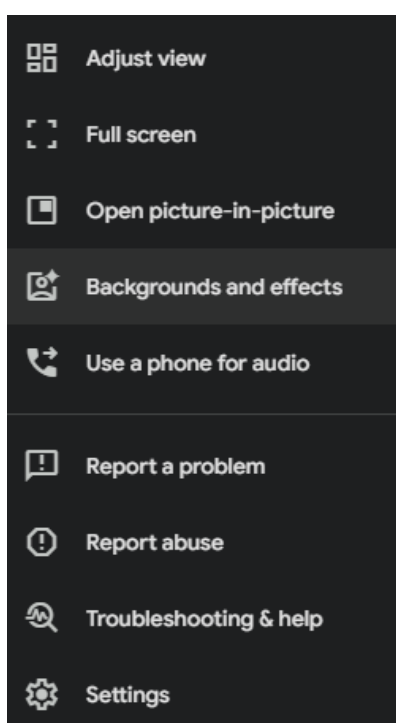 Adjust view
Full screen
Open picture-in-picture
Backgrounds and effects
Use a phone for audio
Report a problem
Report abuse
Troubleshooting & help
Settings